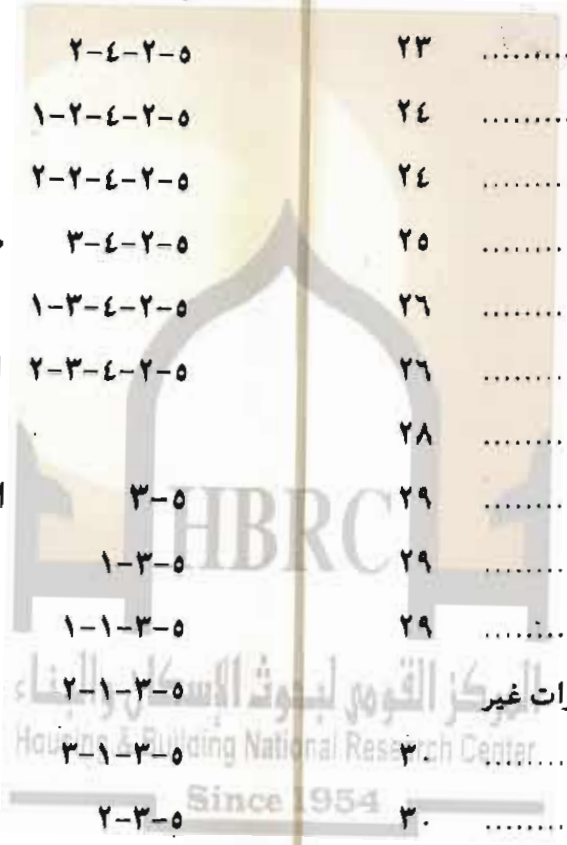 ٥-٢-٤-٢ ٢٣ ..........
٥-٢-٤-٢-١ ٢٤ ..........
٥-٢-٤-٢-٢ ٢٤ ..........
٥-٢-٤-٣ ٢٥ ..........
٥-٢-٤-٣-١ ٢٦ ..........
٥-٢-٤-٣-٢ ٢٦ ..........
٢٨ ..........
٥-٣ ٢٩ ..........
HBRC
٥-٣-١ ٢٩ ..........
٥-٣-١-١ ٢٩ ..........
المركز القومى لبحوث الإسكان والبناء
٥-٣-١-٢ رات غير
Housing & Building National Research Center
٥-٣-١-٣ ٣٠ ..........
Since 1954
٥-٣-٢ ٣٠ ..........